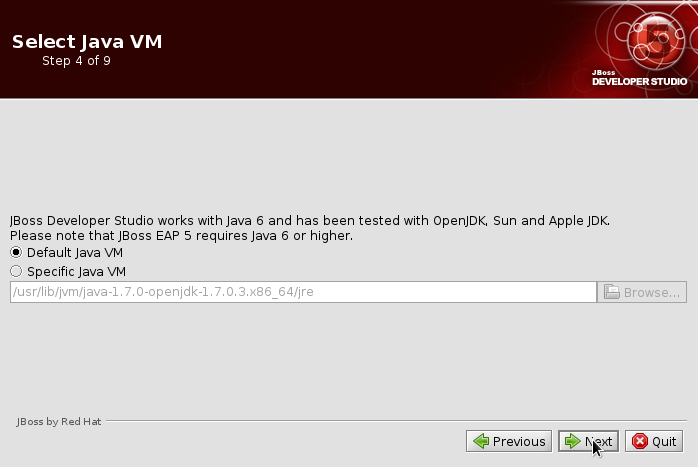 Select Java VM
Step 4 of 9
5
JBoss
DEVELOPER STUDIO
JBoss Developer Studio works with Java 6 and has been tested with OpenJDK, Sun and Apple JDK.
Please note that JBoss EAP 5 requires Java 6 or higher.
Default Java VM
Specific Java VM
/usr/lib/jvm/java-1.7.0-openjdk-1.7.0.3.x86_64/jre
Browse...
JBoss by Red Hat
Previous
Next
Quit